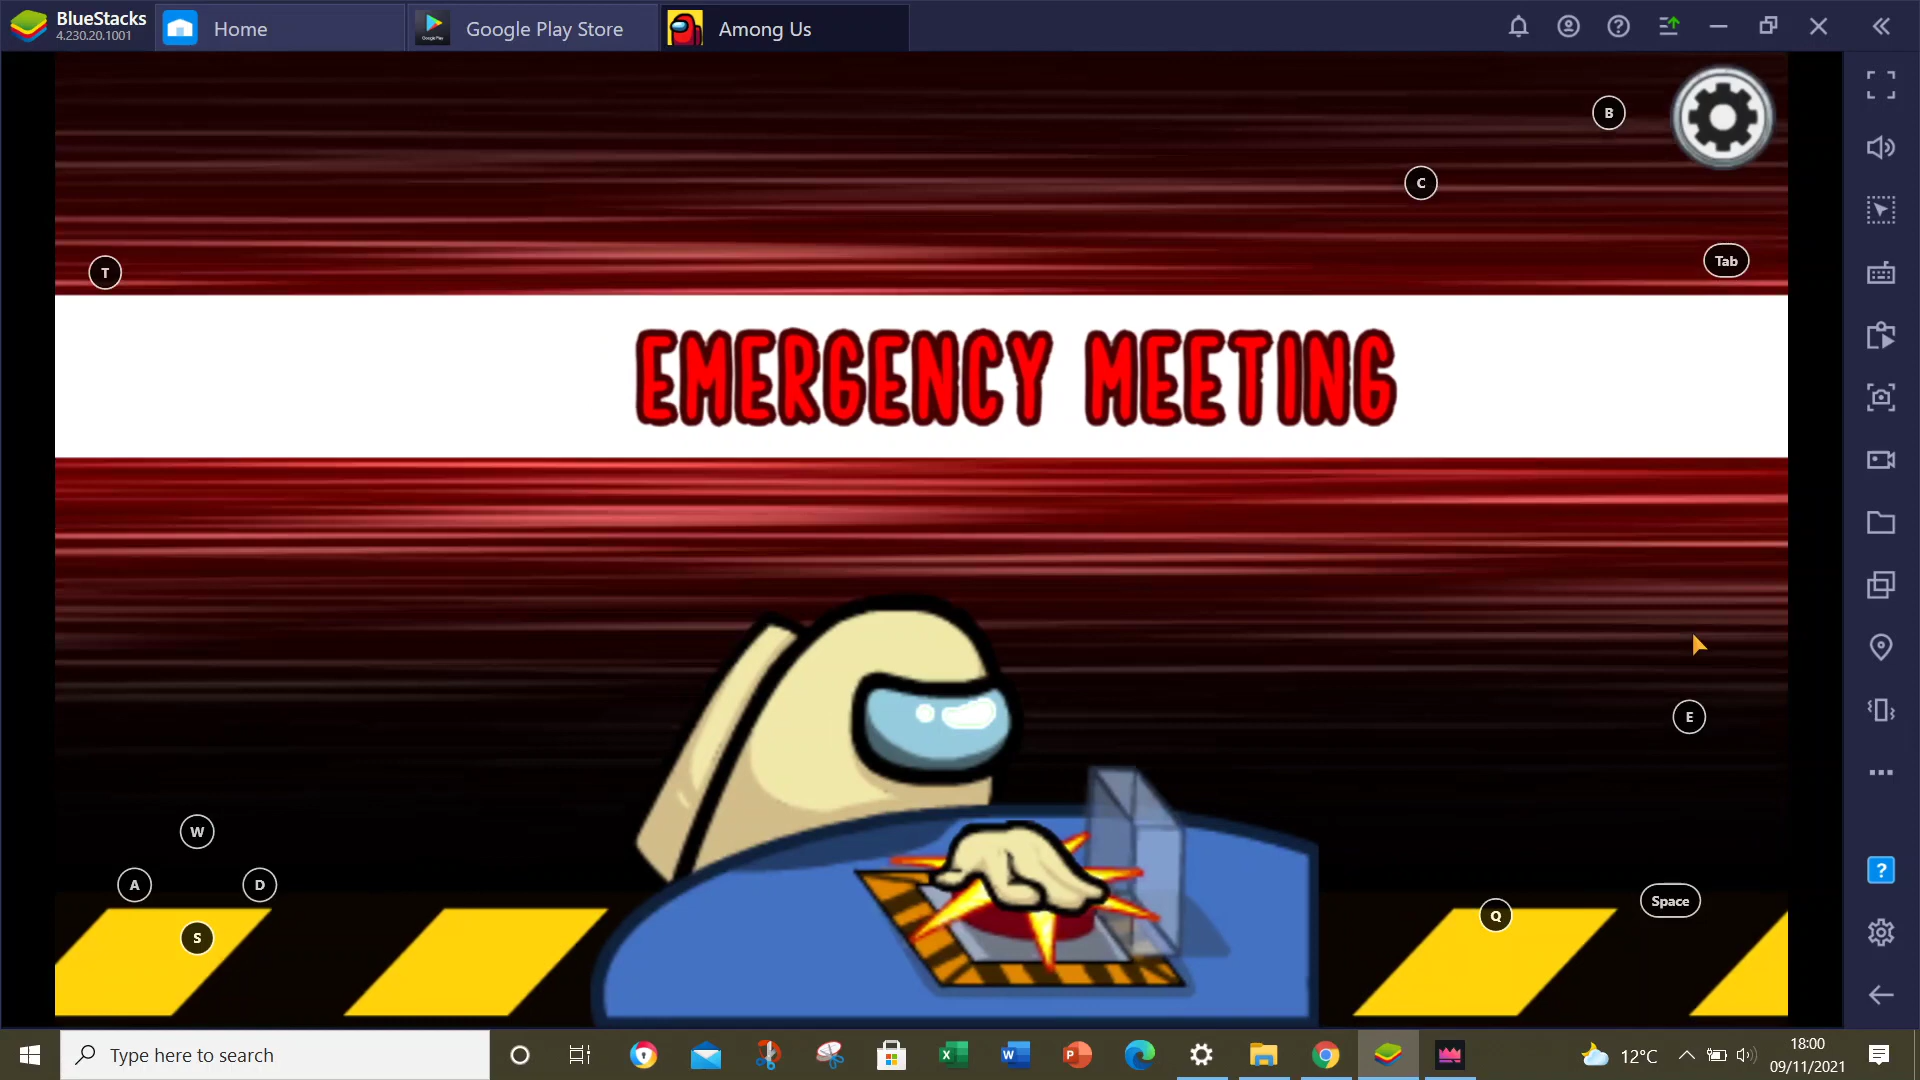 BlueStacks
4.230.20.1001
Home
Google Play Store
Among Us
B
C
T
Tab
EMERGENCY MEETING
E
W
A
D
S
Q
Space
Type here to search
12°C
18:00
09/11/2021